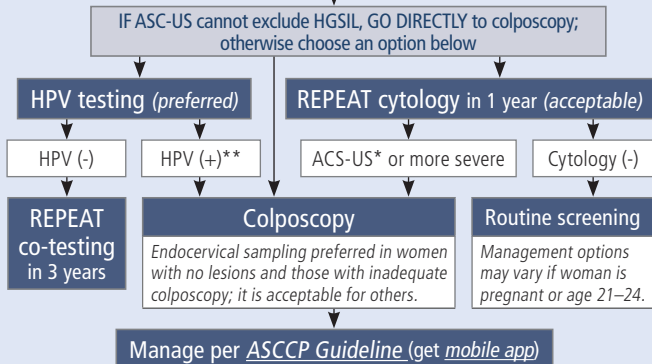 IF ASC-US cannot exclude HGSIL, GO DIRECTLY to colposcopy;
otherwise choose an option below
HPV testing (preferred)
REPEAT cytology in 1 year (acceptable)
HPV (-)
HPV (+)**
ACS-US* or more severe
Cytology (-)
REPEAT
co-testing
in 3 years
Colposcopy
Endocervical sampling preferred in women
with no lesions and those with inadequate
colposcopy; it is acceptable for others.
Routine screening
Management options
may vary if woman is
pregnant or age 21–24.
Manage per ASCCP Guideline (get mobile app)